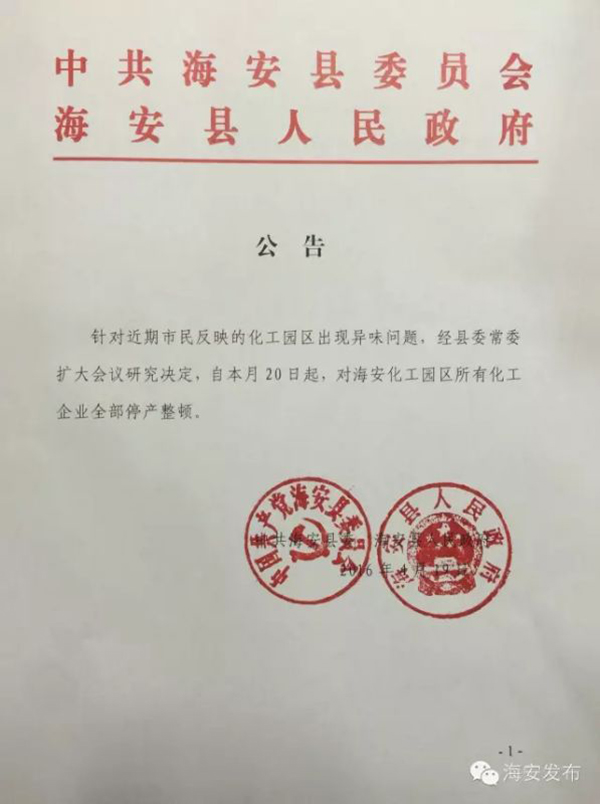 中共海安县委员会
海安县人民政府
公告
针对近期市民反映的化工园区出现异味问题，经县委常委
扩大会议研究决定，自本月20日起，对海安化工园区所有化工
企业全部停产整顿。
中国共产党海安县委员会
海安县人民政府
中共海安县委 海安县人民政府
2016年4月19日
-1-
海安发布